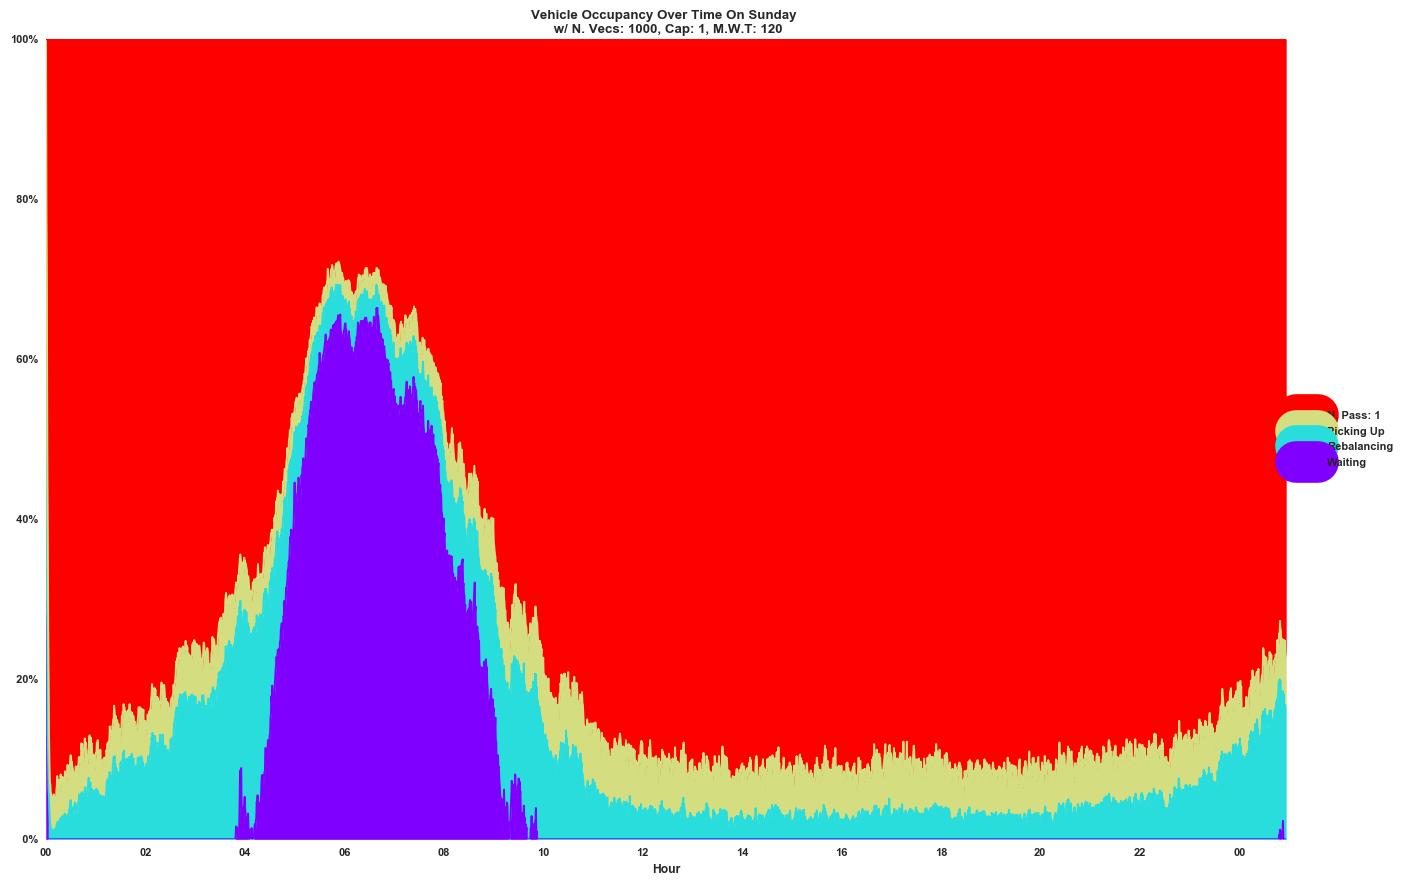 Vehicle Occupancy Over Time On Sunday
w/ N. Vecs: 1000, Cap: 1, M.W.T: 120
100%
80%
60%
40%
20%
0%
00 02 04 06 08 10 12 14 16 18 20 22 00
Hour
Pass: 1
Picking Up
Rebalancing
Waiting